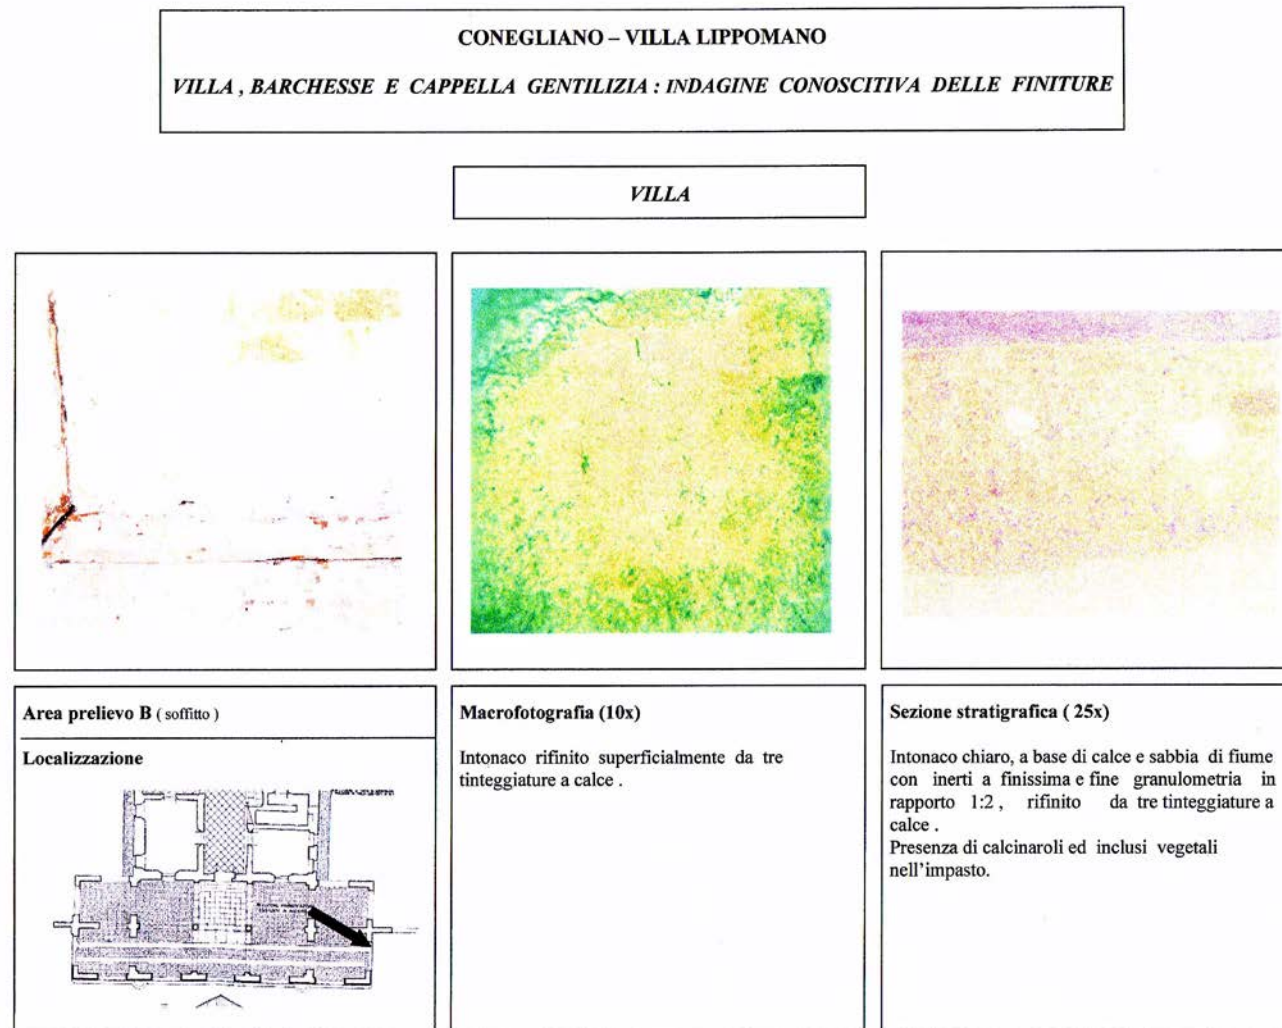 CONEGLIANO – VILLA LIPPOMANO
VILLA , BARCHESSE E CAPPELLA GENTILIZIA : INDAGINE CONOSCITIVA DELLE FINITURE
VILLA
Area prelievo B ( soffitto )
Localizzazione
Macrofotografia (10x)
Intonaco rifinito superficialmente da tre
tinteggiature a calce .
Sezione stratigrafica ( 25x)
Intonaco chiaro, a base di calce e sabbia di fiume
con inerti a finissima e fine granulometria in
rapporto 1:2 , rifinito da tre tinteggiature a
calce .
Presenza di calcinaroli ed inclusi vegetali
nell’impasto.